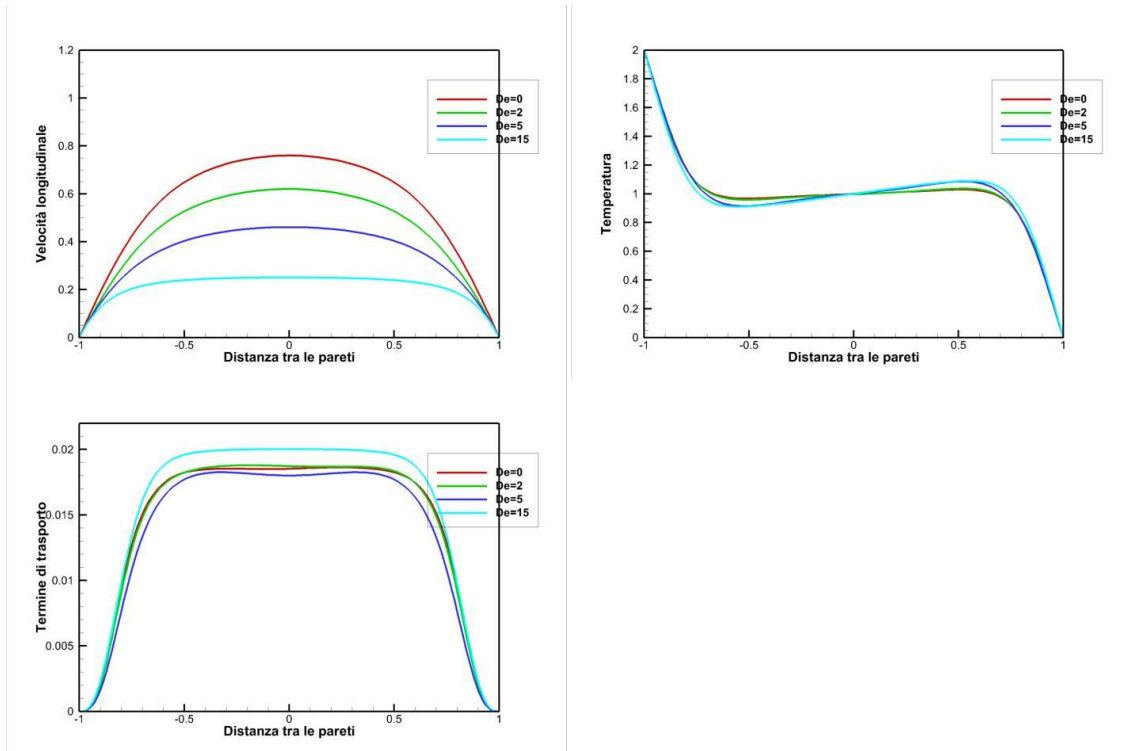 Velocità longitudinale
1.2
1
0.8
0.6
0.4
0.2
0
-1
-0.5
0
0.5
1
Distanza tra le pareti
De=0
De=2
De=5
De=15
Temperatura
2
1.8
1.6
1.4
1.2
1
0.8
0.6
0.4
0.2
0
-1
-0.5
0
0.5
1
Distanza tra le pareti
De=0
De=2
De=5
De=15
Termine di trasporto
0.02
0.015
0.01
0.005
0
-1
-0.5
0
0.5
1
Distanza tra le pareti
De=0
De=2
De=5
De=15